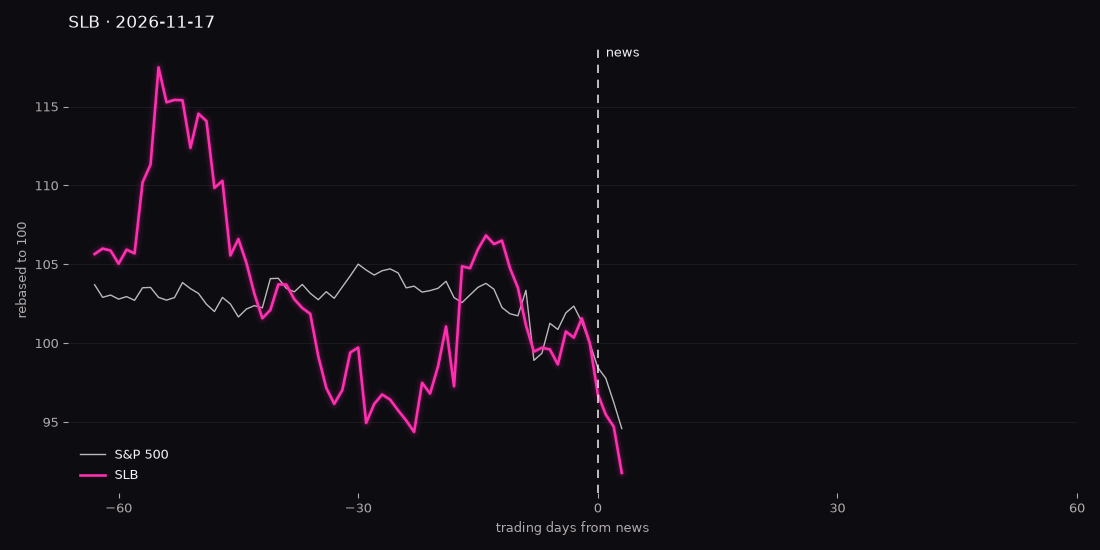 SLB · 2026-11-17
news
115
110
105
100
95
rebased to 100
S&P 500
SLB
−60
−30
0
30
60
trading days from news